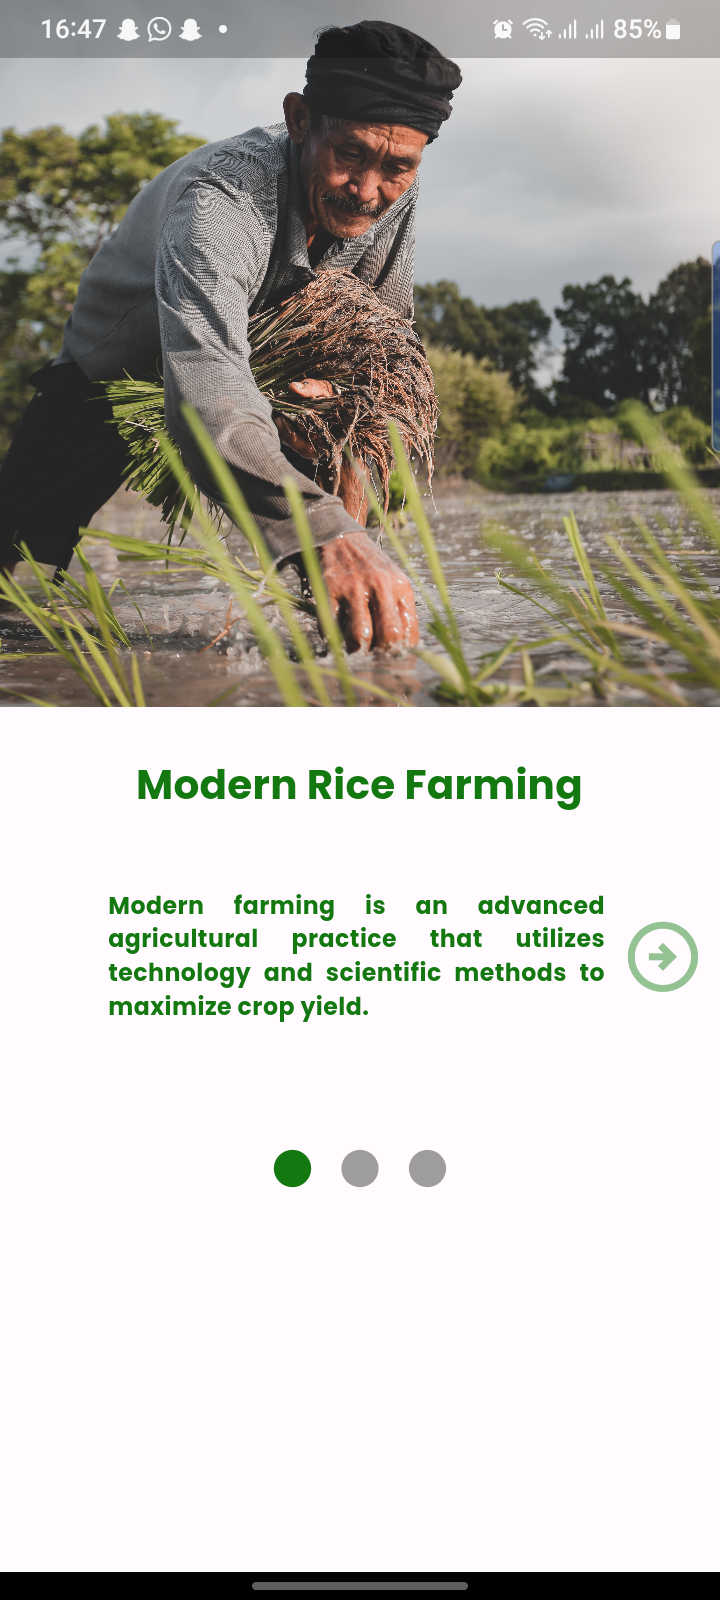 16:47 85%
Modern Rice Farming
Modern farming is an advanced
agricultural practice that utilizes
technology and scientific methods to
maximize crop yield.